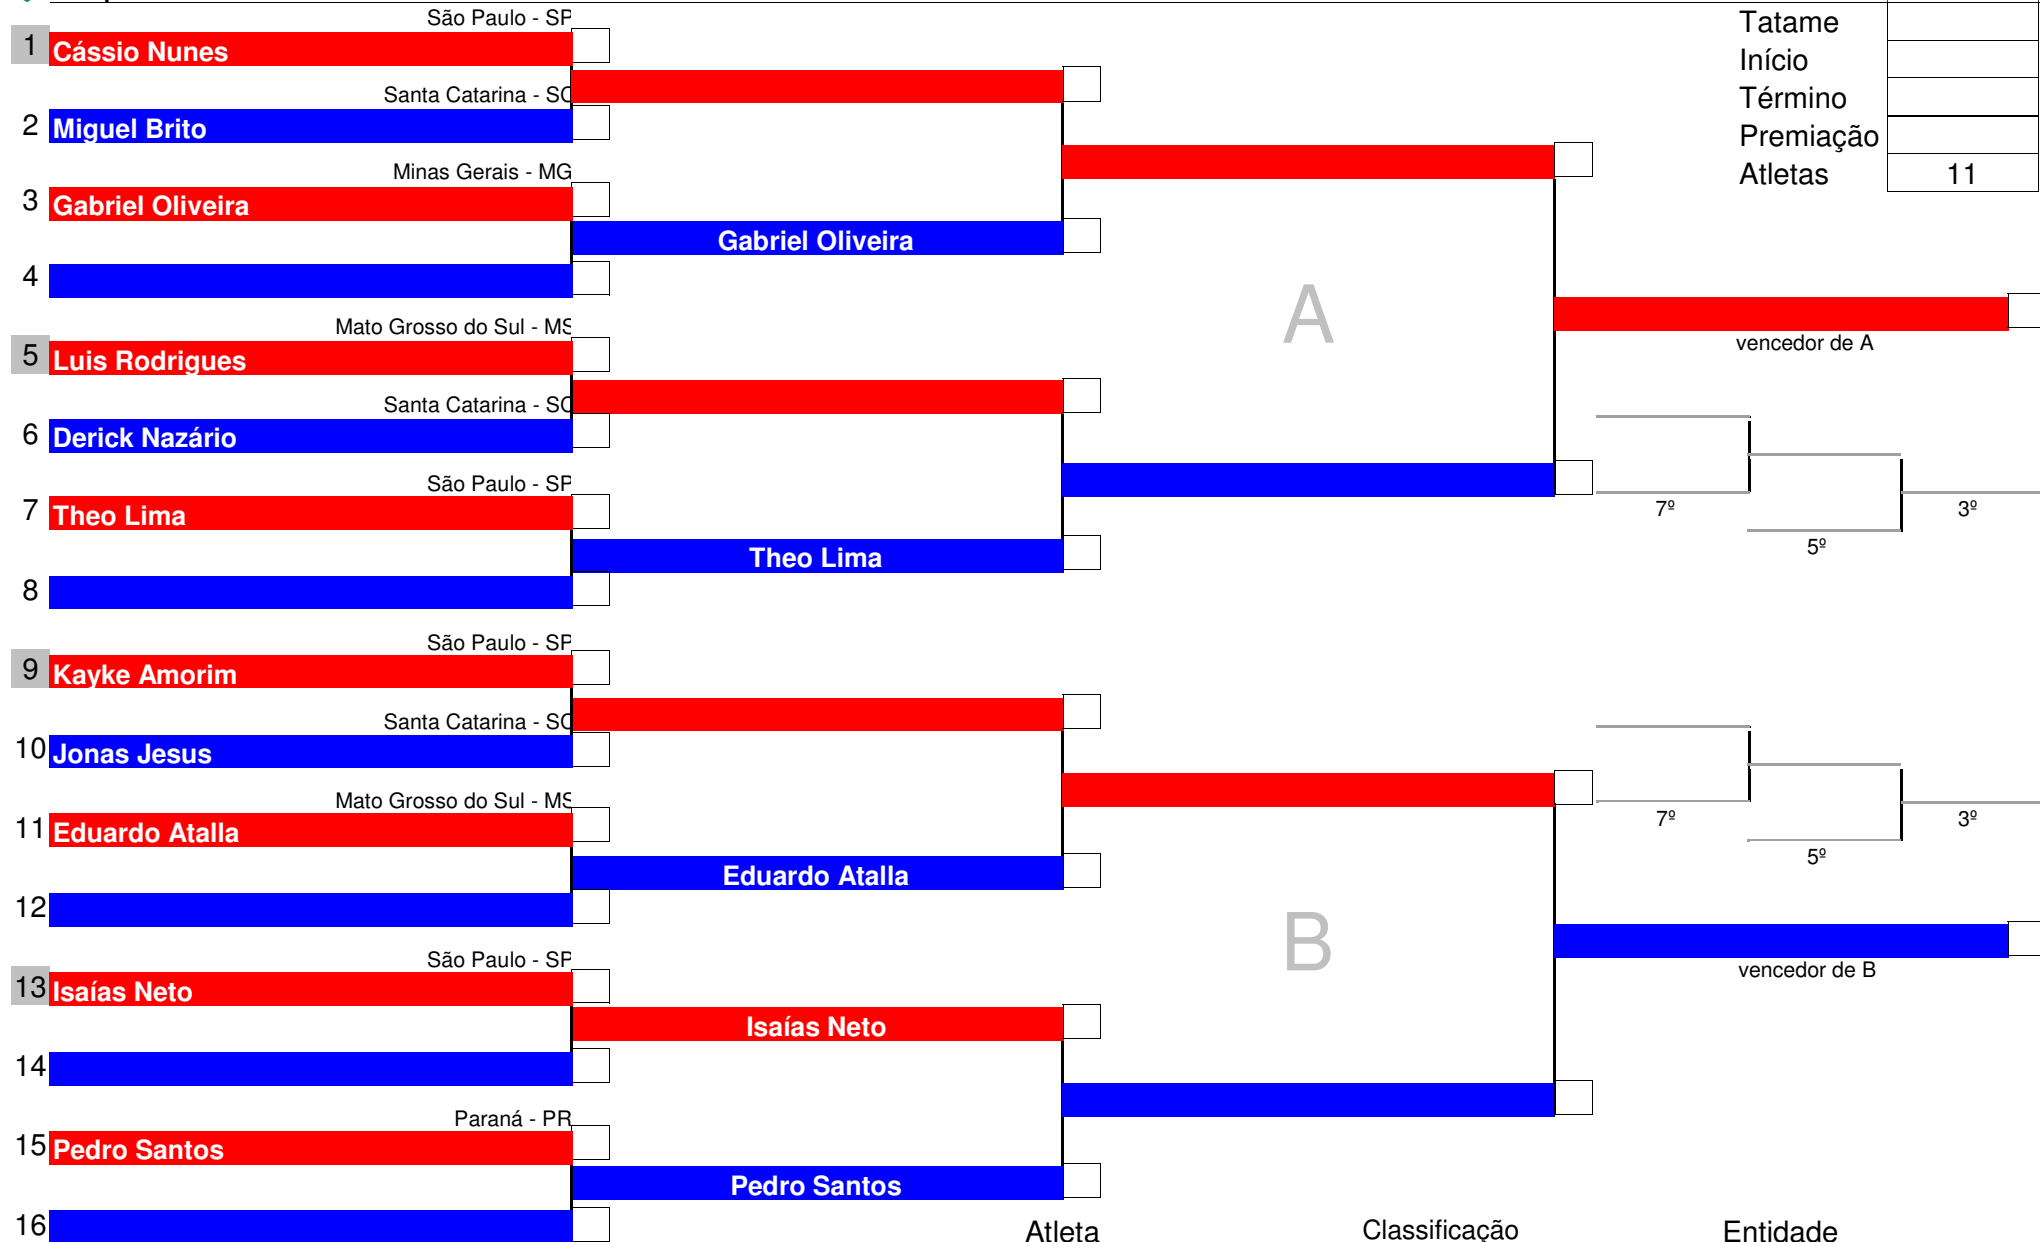 São Paulo - SP
1 Cássio Nunes
Santa Catarina - SC
2 Miguel Brito
Minas Gerais - MG
3 Gabriel Oliveira
Gabriel Oliveira
4
Mato Grosso do Sul - MS
5 Luis Rodrigues
Santa Catarina - SC
6 Derick Nazário
São Paulo - SP
7 Theo Lima
Theo Lima
8
São Paulo - SP
9 Kayke Amorim
Santa Catarina - SC
10 Jonas Jesus
Mato Grosso do Sul - MS
11 Eduardo Atalla
Eduardo Atalla
12
São Paulo - SP
13 Isaías Neto
Isaías Neto
14
Paraná - PR
15 Pedro Santos
Pedro Santos
16
A
B
Tatame
Início
Término
Premiação
Atletas 11
vencedor de A
7º
5º
3º
7º
5º
3º
vencedor de B
Atleta Classificação Entidade